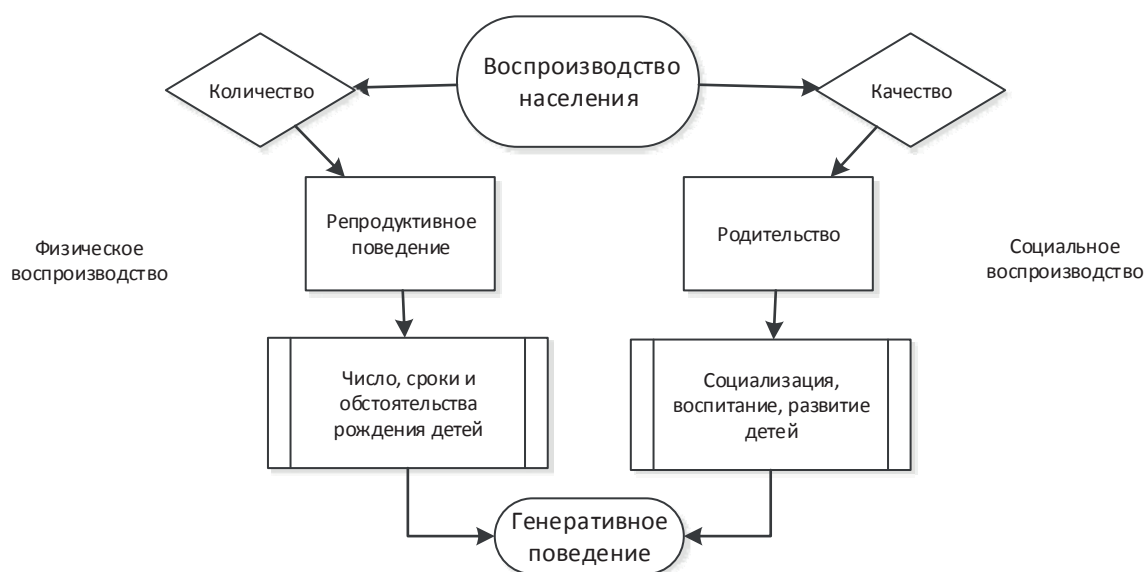 Воспроизводство
населения
Количество
Качество
Репродуктивное
поведение
Родительство
Физическое
воспроизводство
Социальное
воспроизводство
Число, сроки и
обстоятельства
рождения детей
Социализация,
воспитание, развитие
детей
Генеративное
поведение